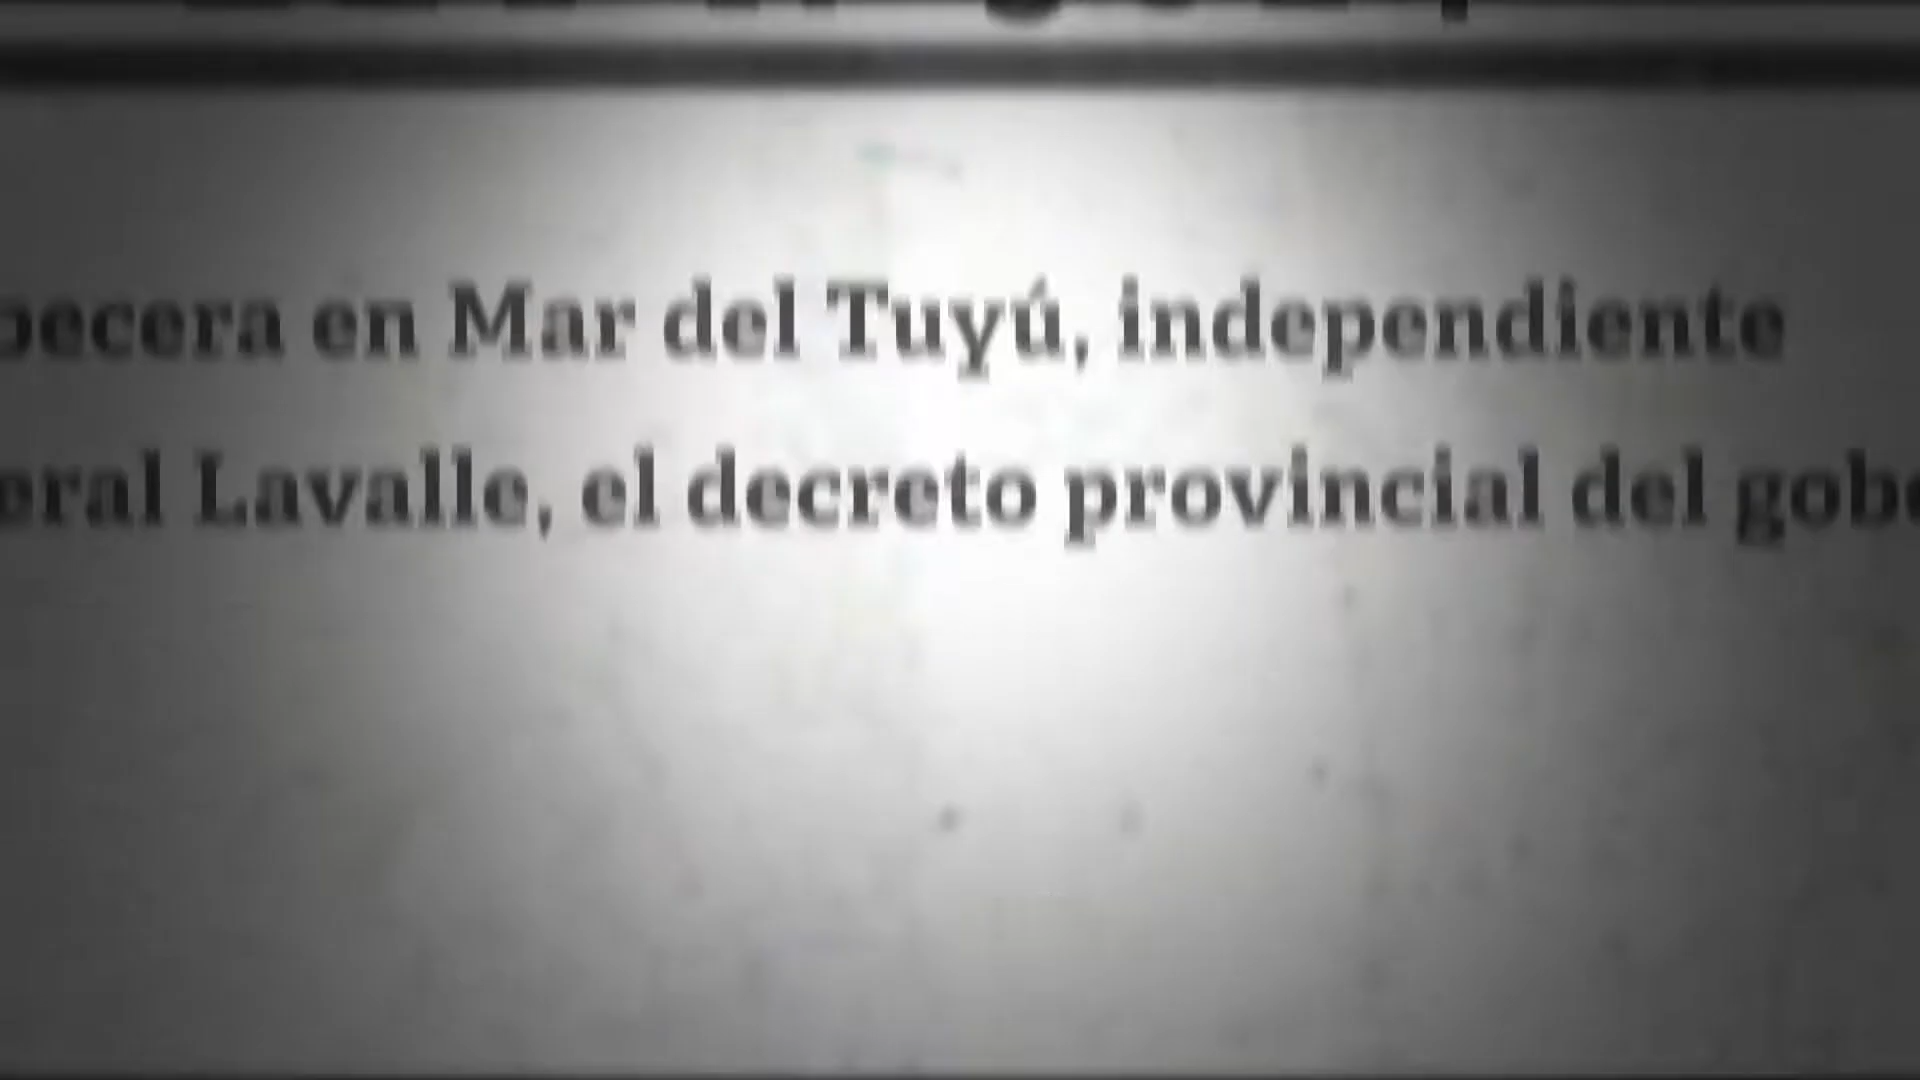 becera en Mar del Tuyú, independiente
eral Lavalle, el decreto provincial del gobe